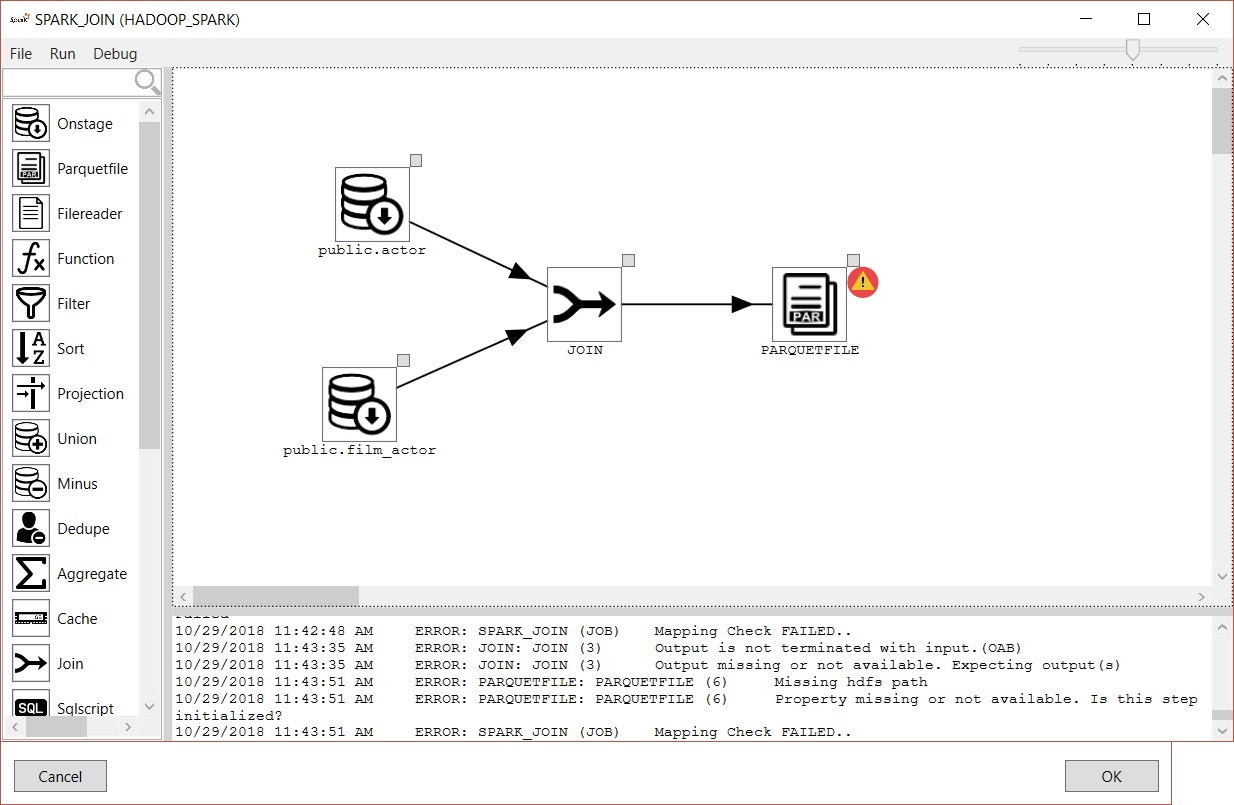 Spark SPARK_JOIN (HADOOP_SPARK)
File Run Debug
Onstage
Parquetfile
Filereader
Function
Filter
Sort
Projection
Union
Minus
Dedupe
Aggregate
Cache
Join
Sqlscript
public.actor
public.film_actor
JOIN
PAR
PARQUETFILE
10/29/2018 11:42:48 AM ERROR: SPARK_JOIN (JOB) Mapping Check FAILED..
10/29/2018 11:43:35 AM ERROR: JOIN: JOIN (3) Output is not terminated with input.(OAB)
10/29/2018 11:43:35 AM ERROR: JOIN: JOIN (3) Output missing or not available. Expecting output(s)
10/29/2018 11:43:51 AM ERROR: PARQUETFILE: PARQUETFILE (6) Missing hdfs path
10/29/2018 11:43:51 AM ERROR: PARQUETFILE: PARQUETFILE (6) Property missing or not available. Is this step
initialized?
10/29/2018 11:43:51 AM ERROR: SPARK_JOIN (JOB) Mapping Check FAILED..
Cancel OK